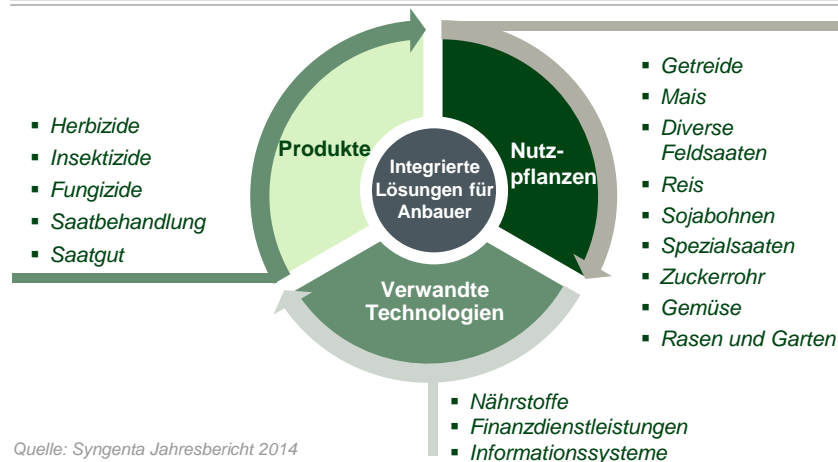 ▪ Herbizide
▪ Insektizide
▪ Fungizide
▪ Saatbehandlung
▪ Saatgut
Produkte
Integrierte
Lösungen für
Anbauer
Nutz-
pflanzen
Verwandte
Technologien
▪ Getreide
▪ Mais
▪ Diverse
Feldsaaten
▪ Reis
▪ Sojabohnen
▪ Spezialsaaten
▪ Zuckerrohr
▪ Gemüse
▪ Rasen und Garten
▪ Nährstoffe
▪ Finanzdienstleistungen
▪ Informationssysteme
Quelle: Syngenta Jahresbericht 2014